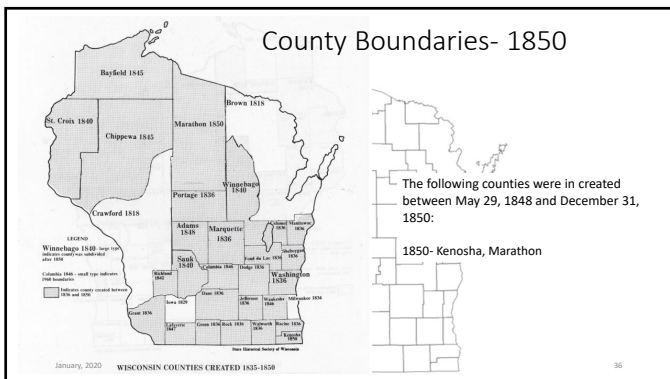 County Boundaries- 1850
Bayfield 1845
Brown 1818
St. Croix 1840
Marathon 1850
Chippewa 1845
Winnebago
1840
Portage 1836
Crawford 1818
Adams
1848
Marquette
1836
Calumet
1836
Manitowoc
1836
Fond du Lac 1836
Sheboygan
1836
Sauk
1840
Columbia 1846
Dodge 1836
Washington
1836
Richland
1842
Dane 1836
Jefferson
1836
Waukesha
1846
Milwaukee 1834
Iowa 1829
Grant 1836
Lafayette
1847
Green 1836
Rock 1836
Walworth
1836
Racine 1836
Kenosha
1850
LEGEND
Winnebago 1840- large type
indicates county was subdivided
after 1850
Columbia 1846 - small type indicates
1960 boundaries
Indicates county created between
1836 and 1850
State Historical Society of Wisconsin
WISCONSIN COUNTIES CREATED 1835-1850
The following counties were in created
between May 29, 1848 and December 31,
1850:
1850- Kenosha, Marathon
January, 2020
36